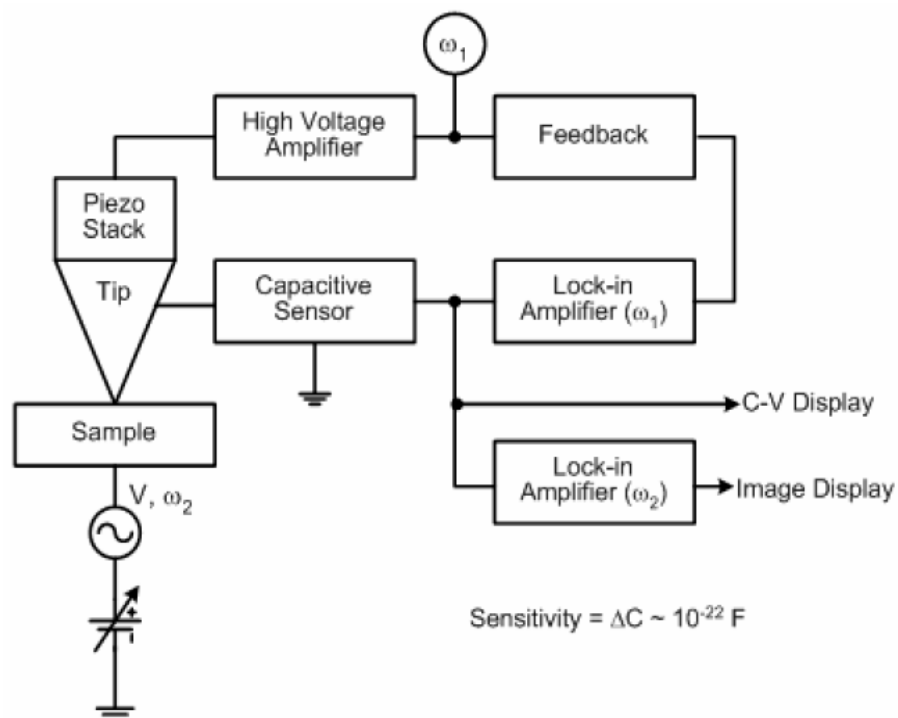 ω₁
High Voltage
Amplifier
Feedback
Piezo
Stack
Tip
Capacitive
Sensor
Lock-in
Amplifier (ω₁)
C-V Display
Sample
Lock-in
Amplifier (ω₂)
Image Display
V, ω₂
+
-
Sensitivity = ΔC ~ 10⁻²² F